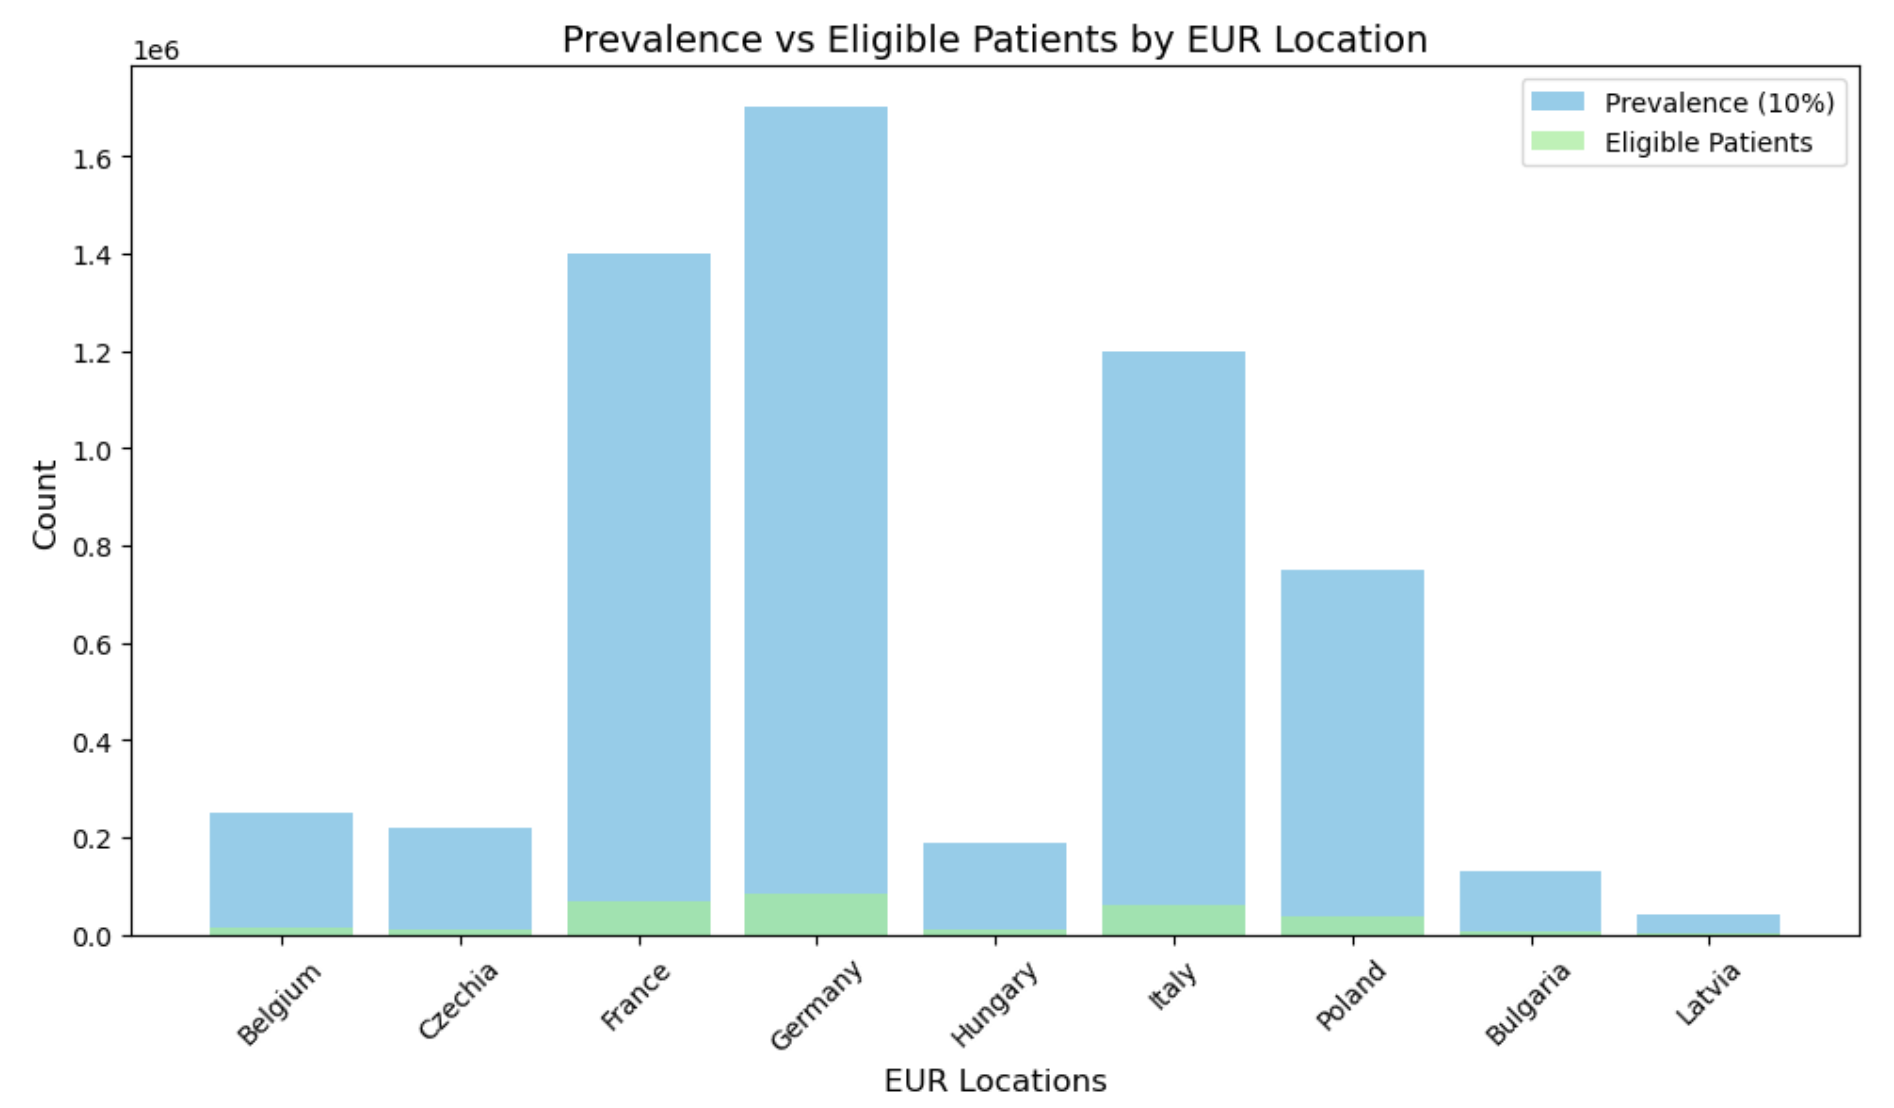 Prevalence vs Eligible Patients by EUR Location
1e6
Prevalence (10%)
Eligible Patients
1.6
1.4
1.2
1.0
0.8
0.6
0.4
0.2
0.0
Count
Belgium
Czechia
France
Germany
Hungary
Italy
Poland
Bulgaria
Latvia
EUR Locations